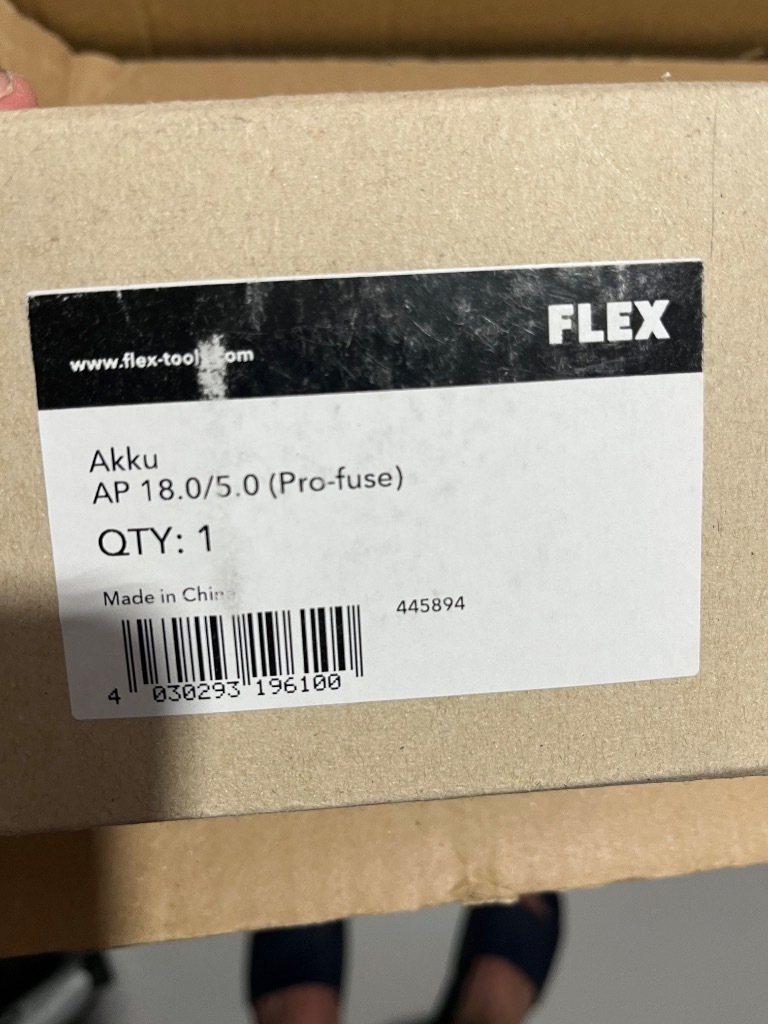 FLEX
Akku
AP 18.0/5.0 (Pro-fuse)
QTY: 1
Made in
445894
4 030293 196100